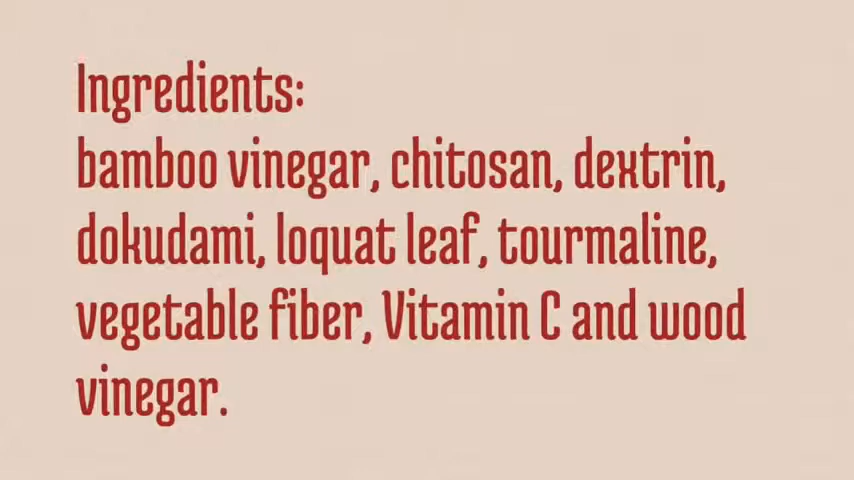 Ingredients:
bamboo vinegar, chitosan, dextrin,
dokudami, loquat leaf, tourmaline,
vegetable fiber, Vitamin C and wood
vinegar.